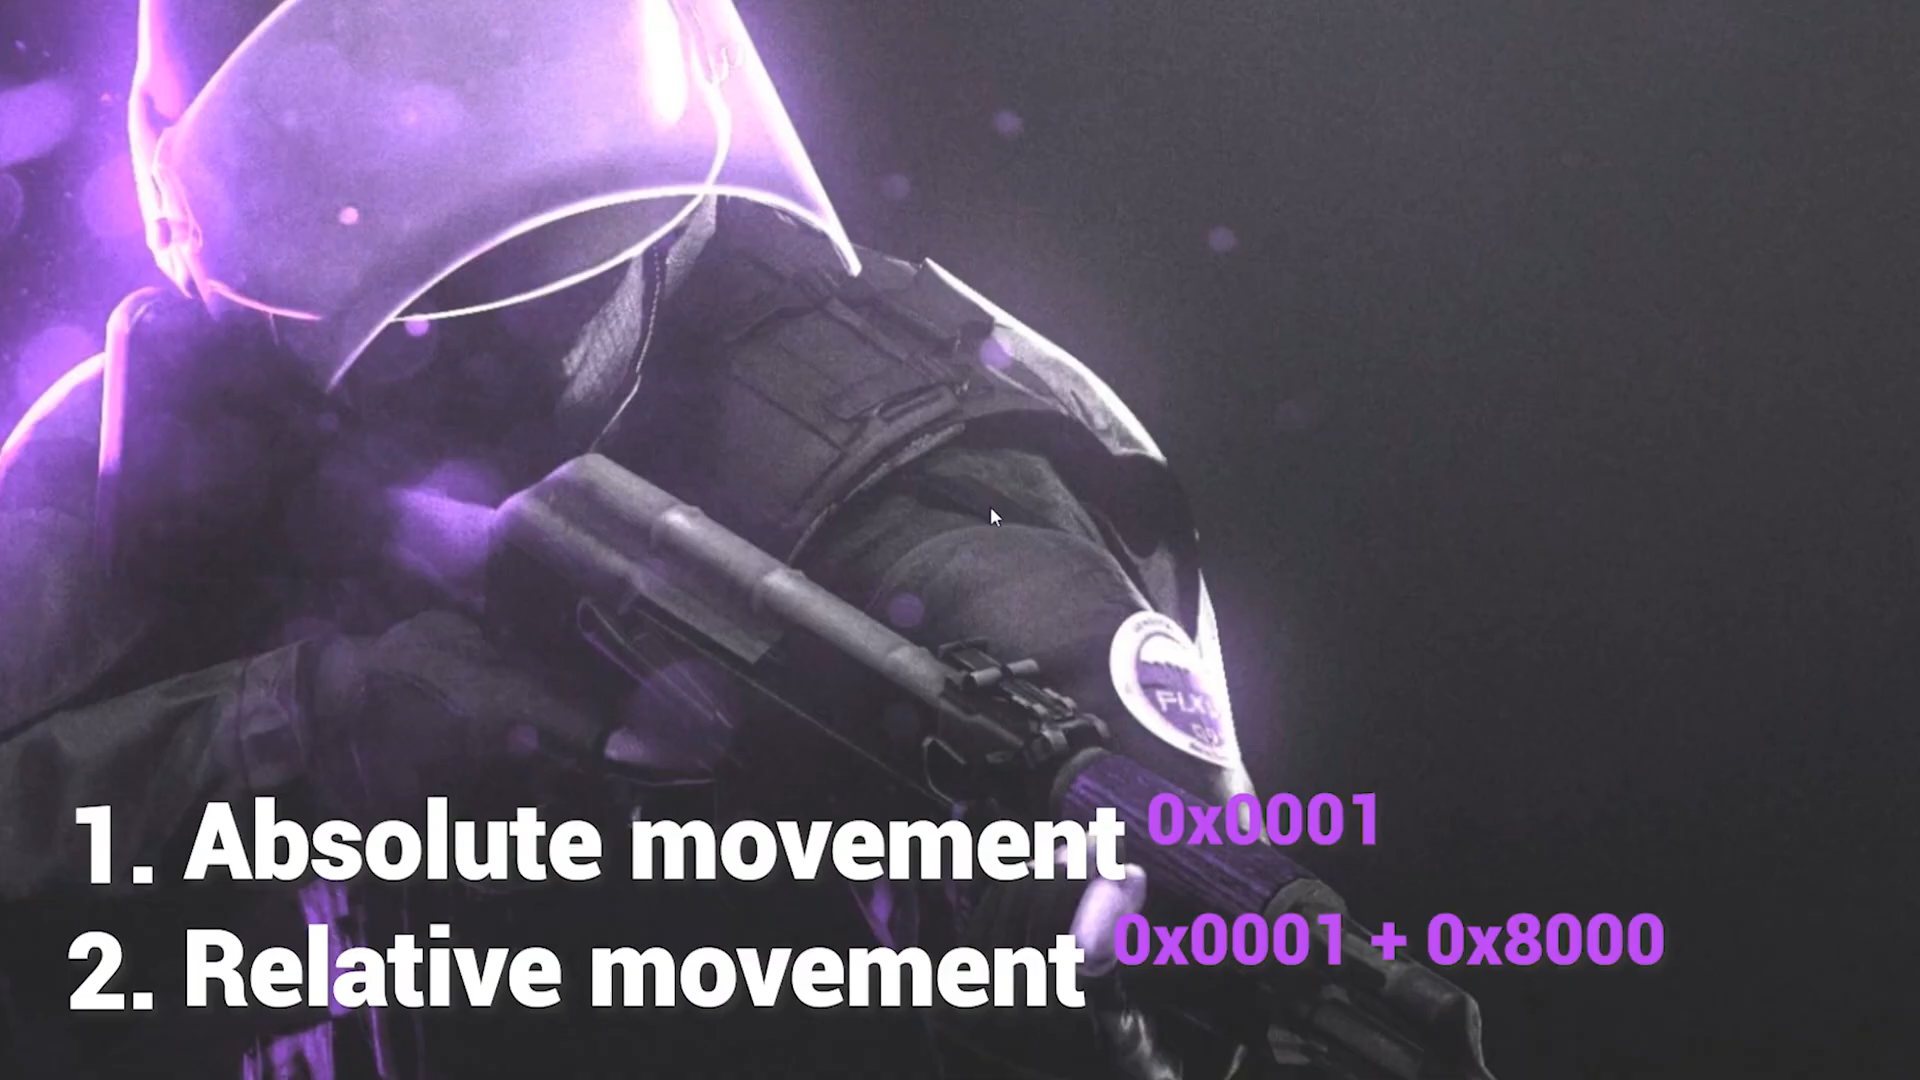 1. Absolute movement 0x0001
2. Relative movement 0x0001 + 0x8000